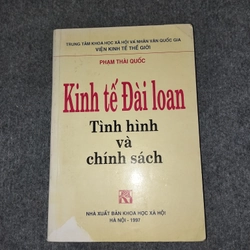 TRUNG TÂM KHOA HỌC XÃ HỘI VÀ NHÂN VĂN QUỐC GIA
VIỆN KINH TẾ THẾ GIỚI
PHẠM THÁI QUỐC
Kinh tế Đài loan
Tình hình
và
chính sách
NHÀ XUẤT BẢN KHOA HỌC XÃ HỘI
HÀ NỘI - 1997